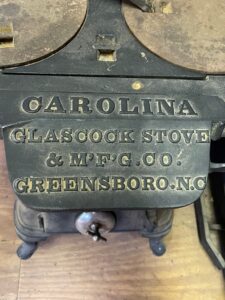 CAROLINA
GLASCOCK STOVE
& M'F'G. CO.
GREENSBORO. N.C